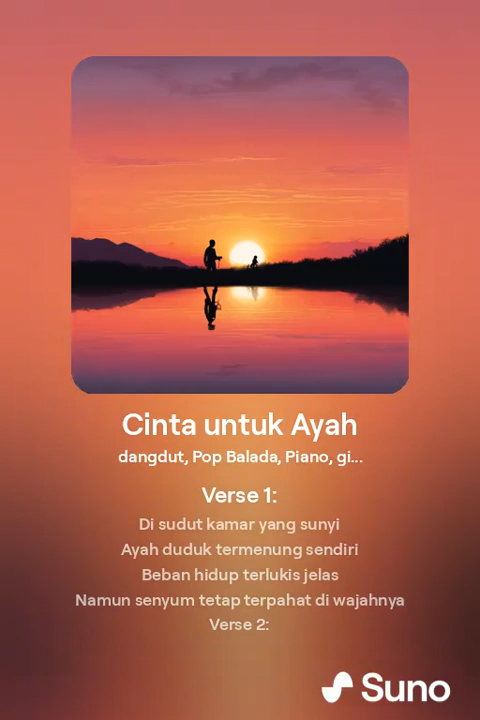 Cinta untuk Ayah
dangdut, Pop Balada, Piano, gi...
Verse 1:
Di sudut kamar yang sunyi
Ayah duduk termenung sendiri
Beban hidup terlukis jelas
Namun senyum tetap terpahat di wajahnya
Verse 2:
Suno